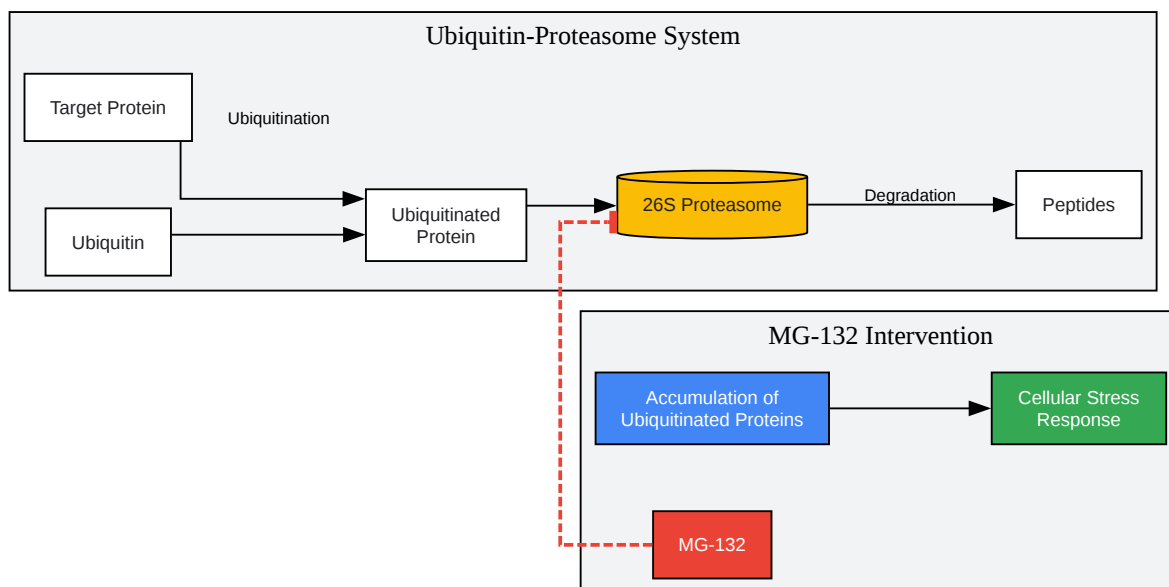 Ubiquitin-Proteasome System
Target Protein
Ubiquitination
Ubiquitin
Ubiquitinated
Protein
26S Proteasome
Degradation
Peptides
MG-132 Intervention
Accumulation of
Ubiquitinated Proteins
Cellular Stress
Response
MG-132